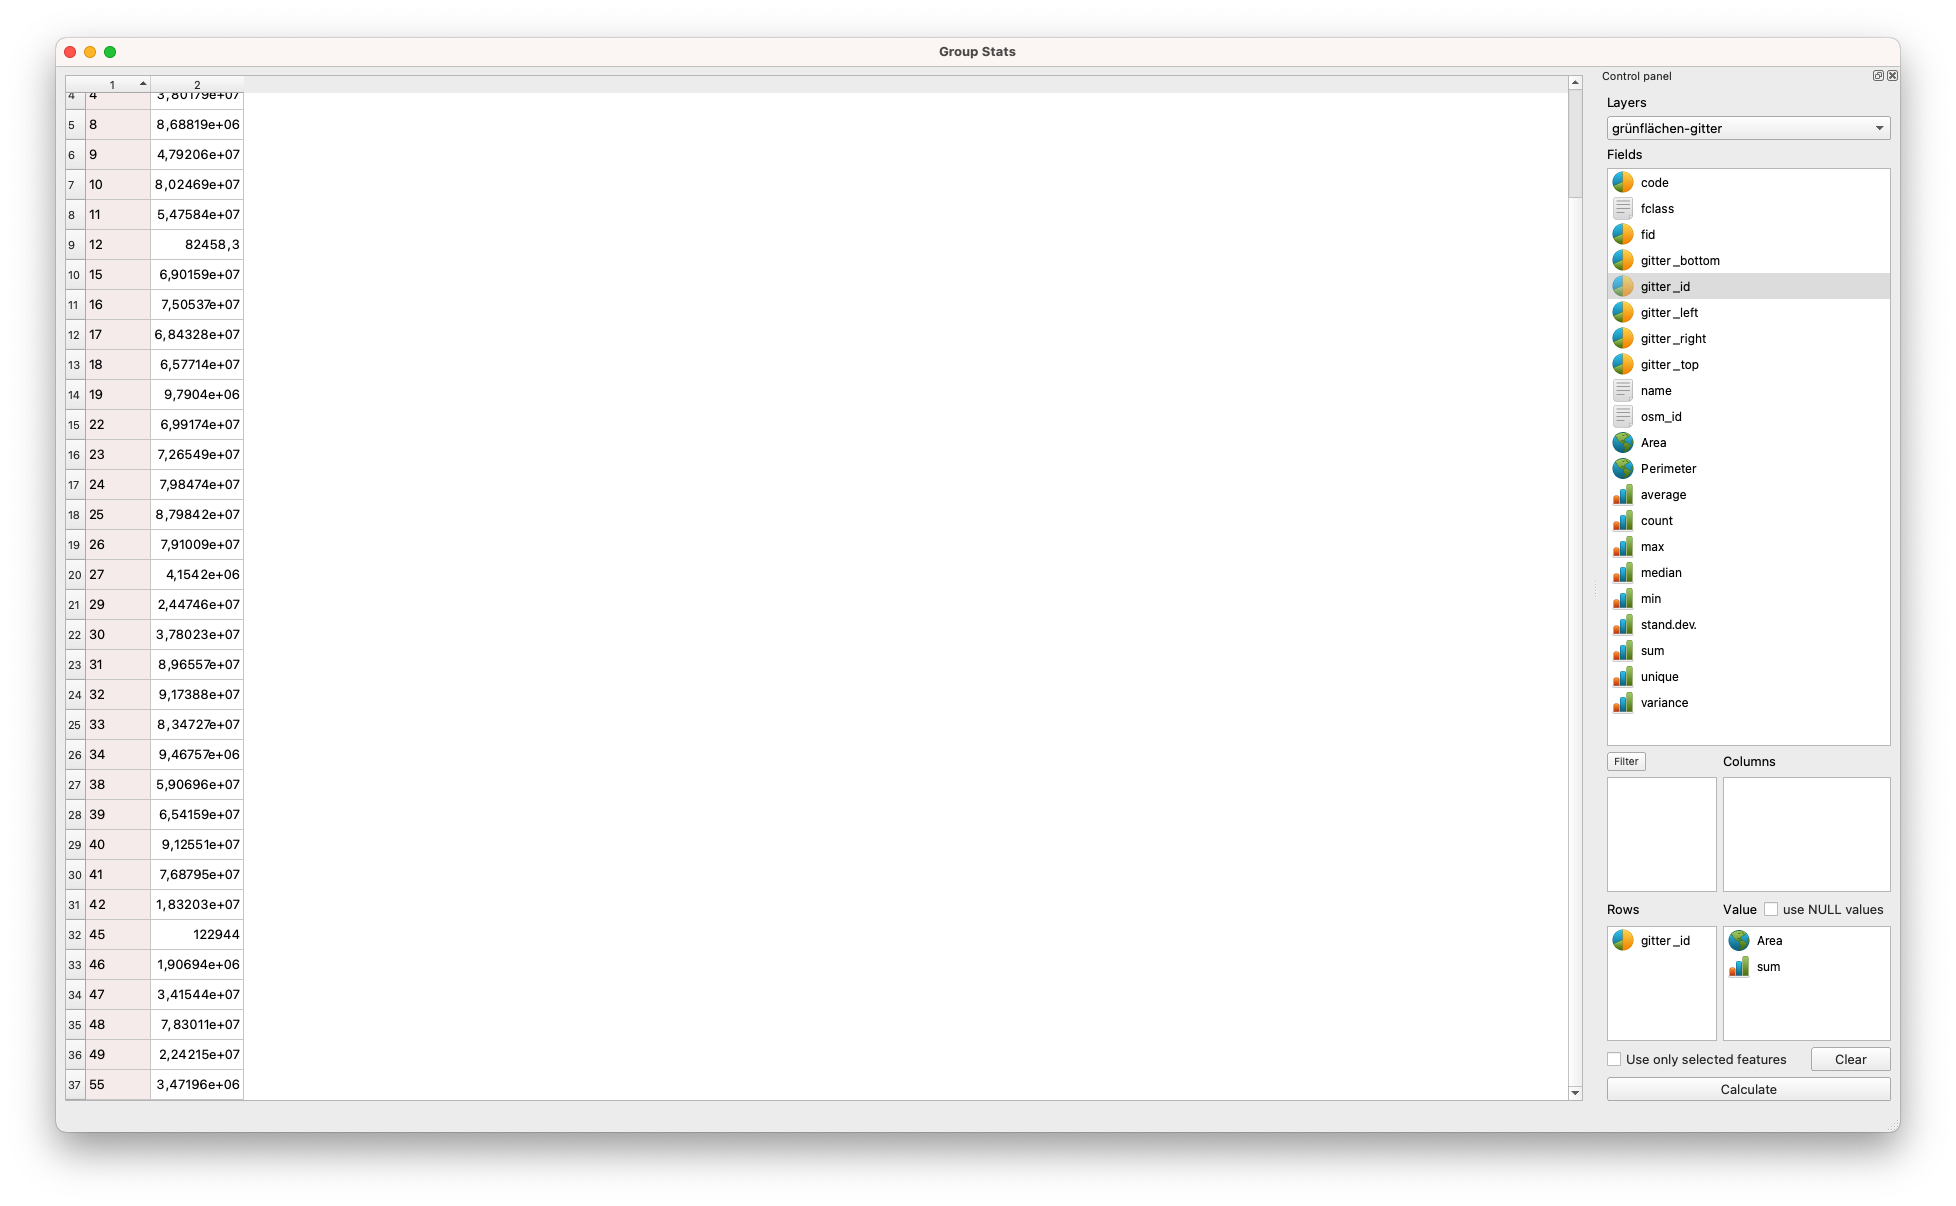 Group Stats
1 2
4 4 3,80179e+07
5 8 8,68819e+06
6 9 4,79206e+07
7 10 8,02469e+07
8 11 5,47584e+07
9 12 82458,3
10 15 6,90159e+07
11 16 7,50537e+07
12 17 6,84328e+07
13 18 6,57714e+07
14 19 9,7904e+06
15 22 6,99174e+07
16 23 7,26549e+07
17 24 7,98474e+07
18 25 8,79842e+07
19 26 7,91009e+07
20 27 4,1542e+06
21 29 2,44746e+07
22 30 3,78023e+07
23 31 8,96557e+07
24 32 9,17388e+07
25 33 8,34727e+07
26 34 9,46757e+06
27 38 5,90696e+07
28 39 6,54159e+07
29 40 9,12551e+07
30 41 7,68795e+07
31 42 1,83203e+07
32 45 122944
33 46 1,90694e+06
34 47 3,41544e+07
35 48 7,83011e+07
36 49 2,24215e+07
37 55 3,47196e+06
Control panel
Layers
grünflächen-gitter
Fields
code
fclass
fid
gitter_bottom
gitter_id
gitter_left
gitter_right
gitter_top
name
osm_id
Area
Perimeter
average
count
max
median
min
stand.dev.
sum
unique
variance
Filter Columns
Rows Value use NULL values
gitter_id Area
sum
Use only selected features Clear
Calculate